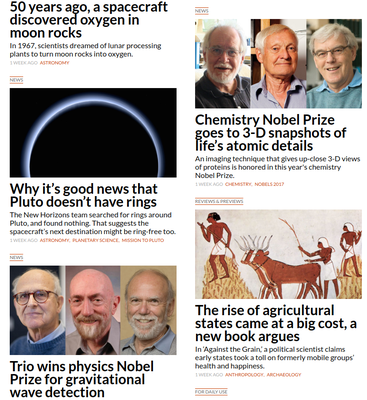 50 years ago, a spacecraft
discovered oxygen in
moon rocks
In 1967, scientists dreamed of lunar processing
plants to turn moon rocks into oxygen.
1 WEEK AGO ASTRONOMY
NEWS
Why it's good news that
Pluto doesn't have rings
The New Horizons team searched for rings around
Pluto, and found nothing. That suggests the
spacecraft's next destination might be ring-free too.
1 WEEK AGO ASTRONOMY, PLANETARY SCIENCE, MISSION TO PLUTO
NEWS
Trio wins physics Nobel
Prize for gravitational
wave detection
NEWS
Chemistry Nobel Prize
goes to 3-D snapshots of
life's atomic details
An imaging technique that gives up-close 3-D views
of proteins is honored in this year's chemistry
Nobel Prize.
1 WEEK AGO CHEMISTRY, NOBELS 2017
REVIEWS & PREVIEWS
The rise of agricultural
states came at a big cost, a
new book argues
In 'Against the Grain,' a political scientist claims
early states took a toll on formerly mobile groups'
health and happiness.
1 WEEK AGO ANTHROPOLOGY, ARCHAEOLOGY
FOR DAILY USE